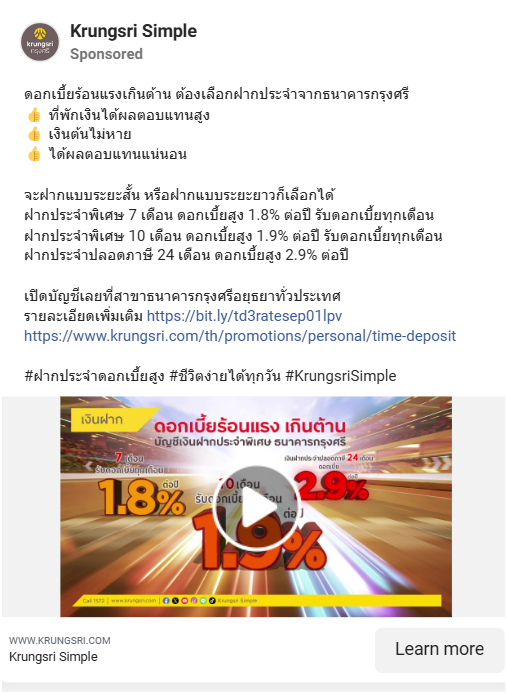 krungsri
กรุงศรี
Krungsri Simple
Sponsored
ดอกเบี้ยร้อนแรงเกินต้าน ต้องเลือกฝากประจำจากธนาคารกรุงศรี
👍 ที่พักเงินได้ผลตอบแทนสูง
👍 เงินต้นไม่หาย
👍 ได้ผลตอบแทนแน่นอน
จะฝากแบบระยะสั้น หรือฝากแบบระยะยาวก็เลือกได้
ฝากประจำพิเศษ 7 เดือน ดอกเบี้ยสูง 1.8% ต่อปี รับดอกเบี้ยทุกเดือน
ฝากประจำพิเศษ 10 เดือน ดอกเบี้ยสูง 1.9% ต่อปี รับดอกเบี้ยทุกเดือน
ฝากประจำปลอดภาษี 24 เดือน ดอกเบี้ยสูง 2.9% ต่อปี
เปิดบัญชีเลยที่สาขาธนาคารกรุงศรีอยุธยาทั่วประเทศ
รายละเอียดเพิ่มเติม https://bit.ly/td3ratesep01lpv
https://www.krungsri.com/th/promotions/personal/time-deposit
#ฝากประจำดอกเบี้ยสูง #ชีวิตง่ายได้ทุกวัน #KrungsriSimple
เงินฝาก
ดอกเบี้ยร้อนแรง เกินต้าน
บัญชีเงินฝากประจำพิเศษ ธนาคารกรุงศรี
7 เดือน
รับดอกเบี้ยทุกเดือน
1.8% ต่อปี
เดือน
รับดอกเบี้ยทุกเดือน
1.9%
เงินฝากประจำปลอดภาษี 24 เดือน
ดอกเบี้ย
2.9%
Call 1572 | www.krungsri.com | Krungsri Simple
WWW.KRUNGSRI.COM
Krungsri Simple
Learn more